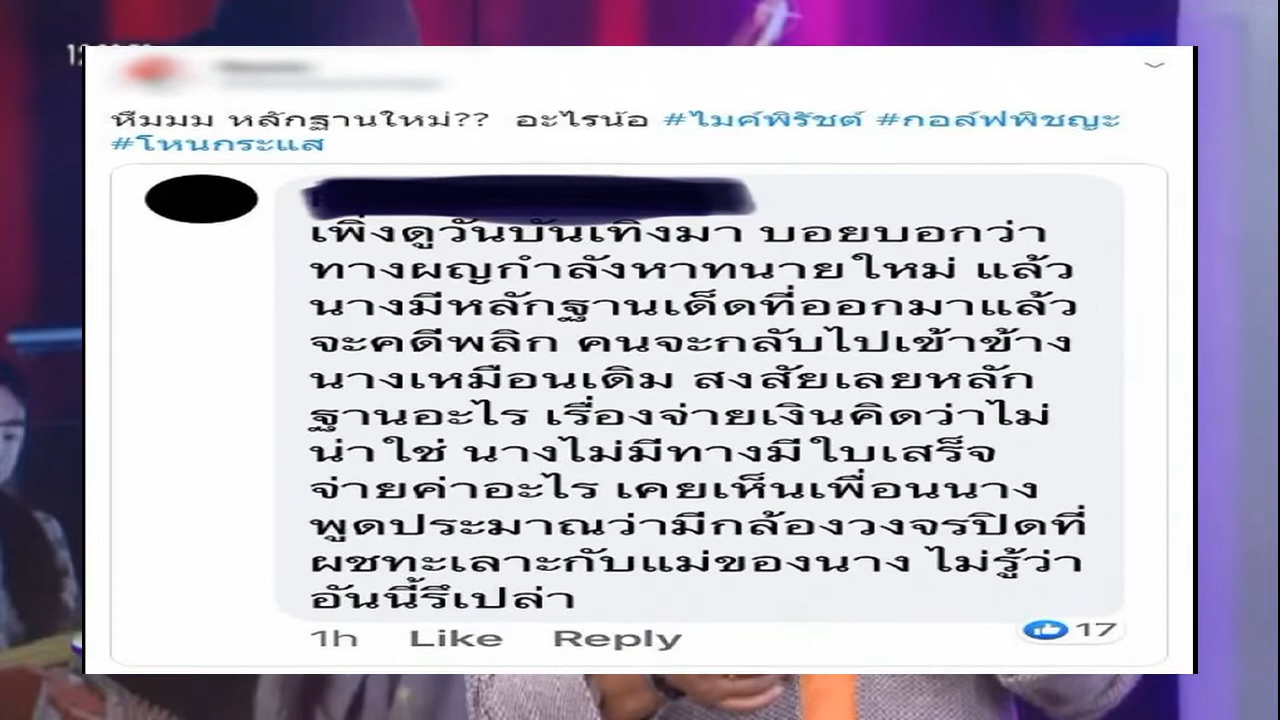 หืมมม หลักฐานใหม่?? อะไรน้อ #ไมค์พิรัชต์ #กอล์ฟพิชญะ
#โหนกระแส
เพิ่งดูวันบันเทิงมา บอยบอกว่า
ทางผญกำลังหาทนายใหม่ แล้ว
นางมีหลักฐานเด็ดที่ออกมาแล้ว
จะคดีพลิก คนจะกลับไปเข้าข้าง
นางเหมือนเดิม สงสัยเลยหลัก
ฐานอะไร เรื่องจ่ายเงินคิดว่าไม่
น่าใช่ นางไม่มีทางมีใบเสร็จ
จ่ายค่าอะไร เคยเห็นเพื่อนนาง
พูดประมาณว่ามีกล้องวงจรปิดที่
ผชทะเลาะกับแม่ของนาง ไม่รู้ว่า
อันนี้รึเปล่า
1h Like Reply 17